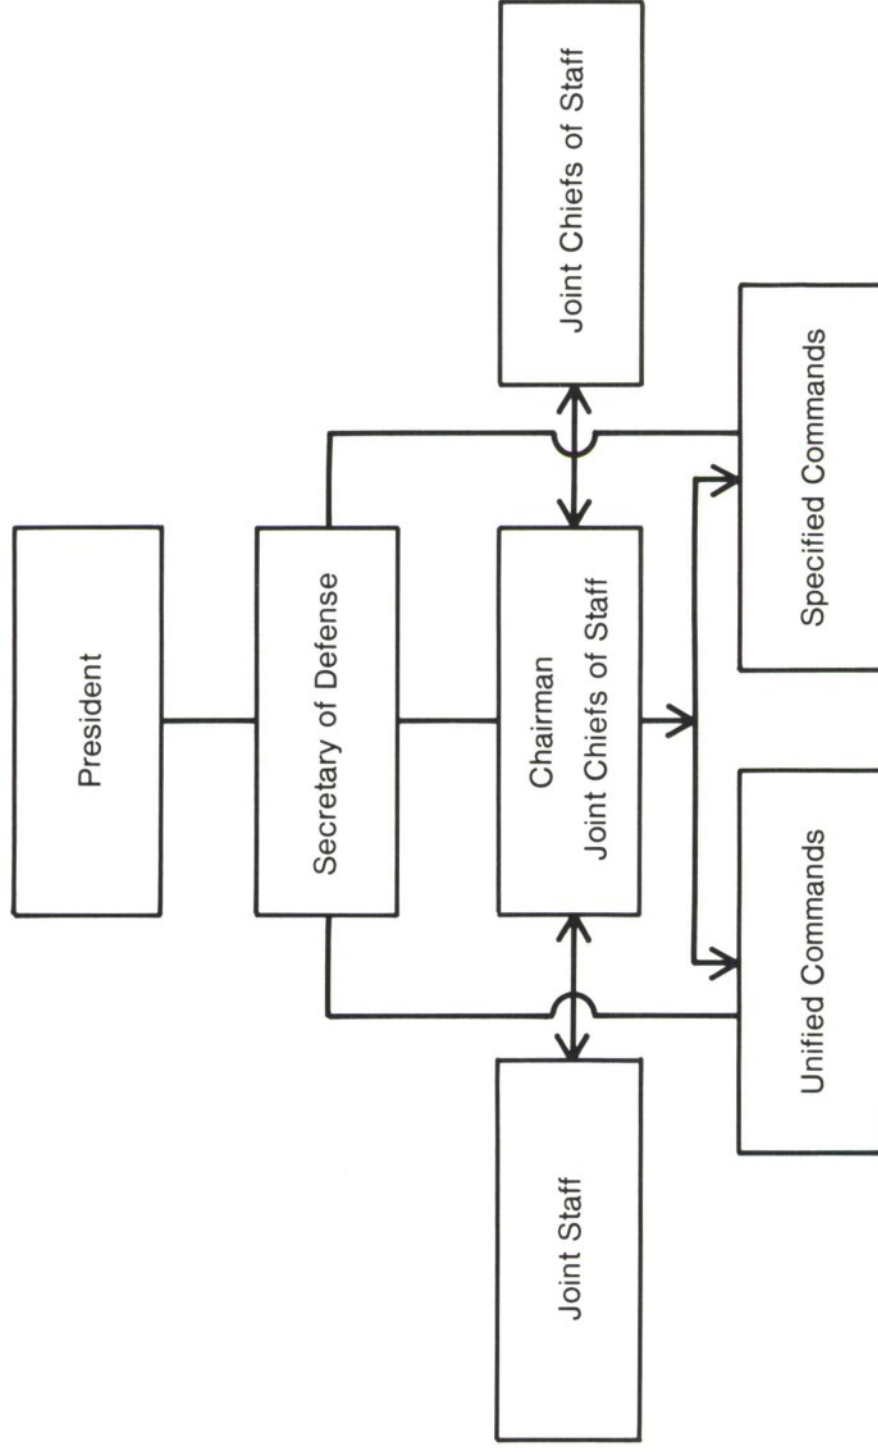 President
Secretary of Defense
Joint Staff
Chairman
Joint Chiefs of Staff
Joint Chiefs of Staff
Unified Commands
Specified Commands